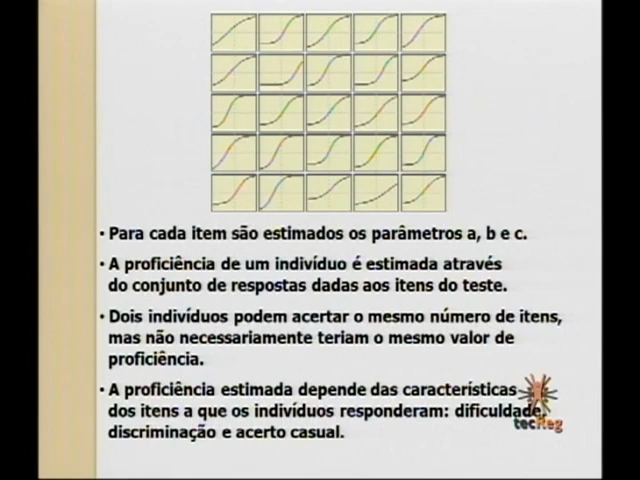 • Para cada item são estimados os parâmetros a, b e c.
• A proficiência de um indivíduo é estimada através
do conjunto de respostas dadas aos itens do teste.
• Dois indivíduos podem acertar o mesmo número de itens,
mas não necessariamente teriam o mesmo valor de
proficiência.
• A proficiência estimada depende das características
dos itens a que os indivíduos responderam: dificuldade,
discriminação e acerto casual.
tecReg